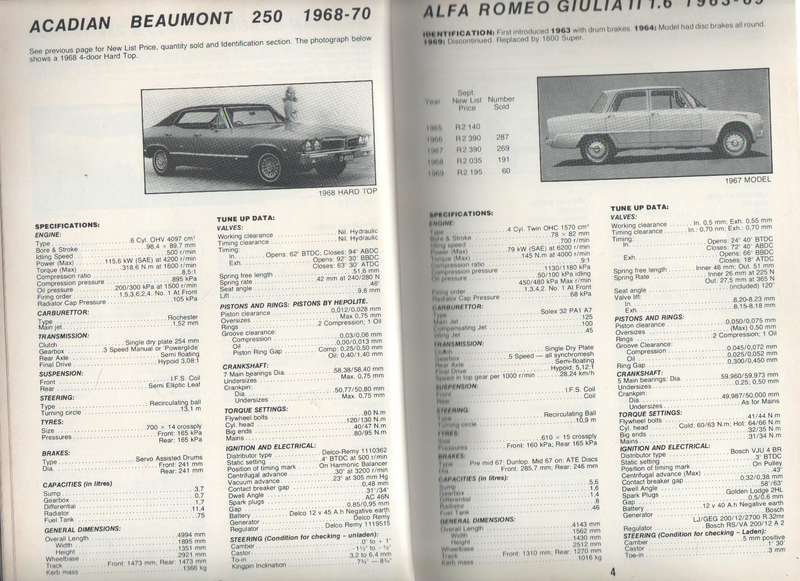 ACADIAN BEAUMONT 250 1968-70
See previous page for New List Price, quantity sold and Identification section. The photograph below
shows a 1968 4-door Hard Top.
1968 HARD TOP
SPECIFICATIONS:
ENGINE:
Type 6 Cyl. OHV 4097 cm³
Bore & Stroke 98.4 × 89.7 mm
Idling Speed 500 r/min
Power (Max) 115,6 kW (SAE) at 4200 r/min
Torque (Max) 318,6 N.m at 1600 r/min
Compression ratio 8,5:1
Compression pressure 895 kPa
Oil pressure 200/300 kPa at 1500 r/min
Firing order 1.5.3.6.2.4. No. 1 At Front
Radiator Cap Pressure 105 kPa
CARBURETTOR:
Type Rochester
Main jet 1,52 mm
TRANSMISSION:
Clutch Single dry plate 254 mm
Gearbox 3 Speed Manual or 'Powerglide'
Rear Axle Semi floating
Final Drive Hypoid 3,08:1
SUSPENSION:
Front I.F.S. Coil
Rear Semi Elliptic Leaf
STEERING:
Type Recirculating ball
Turning circle 13,1 m
TYRES:
Size 700 × 14 crossply
Pressures Front: 165 kPa
Rear: 165 kPa
BRAKES:
Type Servo Assisted Drums
Dia. Front: 241 mm
Rear: 241 mm
CAPACITIES (in litres)
Sump 3,7
Gearbox 0,7
Differential 1,7
Radiator 11,4
Fuel Tank 75
GENERAL DIMENSIONS:
Overall Length 4994 mm
Width 1895 mm
Height 1351 mm
Wheelbase 2921 mm
Track Front: 1473 mm; Rear: 1473 mm
Kerb mass 1366 kg
TUNE UP DATA:
VALVES:
Working clearance Nil. Hydraulic
Timing clearance Nil. Hydraulic
Timing:
In. Opens: 62° BTDC; Closes: 94° ABDC
Exh. Opens: 92° 30' BBDC
Closes: 63° 30' ATDC
Spring free length 51,6 mm
Spring rate 42 mm at 240/280 N
Seat angle 46°
Lift 9,8 mm
PISTONS AND RINGS: PISTONS BY HEPOLITE.
Piston clearance 0,012/0,028 mm
Oversizes Max 0,75 mm
Rings 2 Compression; 1 Oil
Groove clearance:
Compression 0,03/0,06 mm
Oil 0,00/0,013 mm
Piston Ring Gap Comp: 0,25/0,50 mm
Oil: 0,40/1,40 mm
CRANKSHAFT:
7 Main bearings Dia. 58,38/58,40 mm
Undersizes Max. 0,75 mm
Crankpin:
Dia. 50,77/50,80 mm
Undersizes Max. 0,75 mm
TORQUE SETTINGS:
Flywheel bolts 80 N.m
Cyl. head 120/130 N.m
Big ends 40/47 N.m
Mains 80/95 N.m
IGNITION AND ELECTRICAL:
Distributor type Delco-Remy 1110362
Static setting 4° BTDC at 500 r/min
Position of timing mark On Harmonic Balancer
Centrifugal advance 30° at 3200 r/min
Vacuum advance 23° at 305 mm Hg
Contact breaker gap 0,48 mm
Dwell Angle 31°/34°
Spark Plugs AC 46N
Gap 0,85/0,95 mm
Battery Delco 12 v 45 A.h Negative earth
Generator Delco Remy
Regulator Delco Remy 1119515
STEERING (Condition for checking – unladen):
Camber 0° to + 1°
Castor –1½° to –½°
To-in 3,2 to 6,4 mm
Kingpin Inclination 7¾° – 8¾°
ALFA ROMEO GIULIA TI 1.6 1963-69
IDENTIFICATION: First introduced 1963 with drum brakes. 1964: Model had disc brakes all round.
1969: Discontinued. Replaced by 1600 Super.
Year Sept. New List Price Number Sold
1965 R2 140
1966 R2 390 287
1967 R2 390 269
1968 R2 035 191
1969 R2 195 60
1967 MODEL
SPECIFICATIONS:
ENGINE:
Type 4 Cyl. Twin OHC 1570 cm³
Bore & Stroke 78 × 82 mm
Idling Speed 700 r/min
Power (Max) 79 kW (SAE) at 6200 r/min
Torque (Max) 145 N.m at 4000 r/min
Compression ratio 9:1
Compression pressure 1130/1180 kPa
Oil pressure 50/100 kPa idling
450/480 kPa Max r/min
Firing order 1.3.4.2. No. 1 At Front
Radiator Cap Pressure 68 kPa
CARBURETTOR:
Type Solex 32 PAI A7
Main Jet 125
Compensating Jet 100
Idling Jet 45
TRANSMISSION:
Clutch Single Dry Plate
Gearbox 5 Speed — all synchromesh
Rear Axle Semi-floating
Final Drive Hypoid, 5,12:1
Speed in top gear per 1000 r/min 28,24 km/h
SUSPENSION:
Front I.F.S. Coil
Rear Coil
STEERING:
Type Recirculating Ball
Turning circle 10,9 m
TYRES:
Size 610 × 15 crossply
Pressures Front: 160 kPa; Rear 165 kPa
BRAKES:
Type Pre mid 67: Dunlop. Mid 67 on: ATE Discs
Dia. Front: 285,7 mm; Rear: 246 mm
CAPACITIES (in litres):
Sump 5,6
Gearbox 1,6
Differential 1,4
Radiator 8
Fuel Tank 46
GENERAL DIMENSIONS:
Overall Length 4143 mm
Width 1562 mm
Height 1430 mm
Wheelbase 2512 mm
Track Front: 1310 mm; Rear: 1270 mm
Kerb mass 1016 kg
TUNE UP DATA:
VALVES:
Working clearance In. 0,5 mm; Exh. 0,55 mm
Timing clearance In: 0,70 mm; Exh. 0,70 mm
Timing:
In. Opens: 24° 40' BTDC
Closes: 72° 40' ABDC
Exh. Opens: 66° BBDC
Closes: 18° ATDC
Spring free length Inner 46 mm; Out. 51 mm
Spring Rate Inner 26 mm at 225 N
Out: 27,5 mm at 365 N
Seat angle (included) 120°
Valve lift:
In. 8,20-8,23 mm
Exh. 8,15-8,18 mm
PISTONS AND RINGS:
Piston clearance 0,050/0,075 mm
Oversizes (Max) 0,50 mm
Rings 2 Compression; 1 Oil
Groove Clearance:
Compression 0,045/0,072 mm
Oil 0,025/0,052 mm
Ring Gap 0,300/0,450 mm
CRANKSHAFT:
5 Main bearings: Dia. 59,960/59,973 mm
Undersizes 0,25; 0,50 mm
Crankpin:
Dia. 49,987/50,000 mm
Undersizes As for Mains
TORQUE SETTINGS:
Flywheel bolts 41/44 N.m
Cyl. head Cold: 60/63 N.m; Hot: 64/66 N.m
Big ends 32/35 N.m
Mains 31/34 N.m
IGNITION AND ELECTRICAL:
Distributor type Bosch VJU 4 BR
Static setting 3° BTDC
Position of timing mark On Pulley
Centrifugal advance (Max) 43°
Contact breaker gap 0,32/0,38 mm
Dwell Angle 58°/63°
Spark Plugs Golden Lodge 2HL
Gap 0,5/0,6 mm
Battery 12 v 40 A.h Negative earth
Generator Bosch
LJ/GEG 200/12/2700 R.32mx
Regulator Bosch RS/VA 200/12 A 2
STEERING (Condition for checking – Laden):
Camber 5 mm positive
Castor 1° 30'
Toe-in 3 mm
4